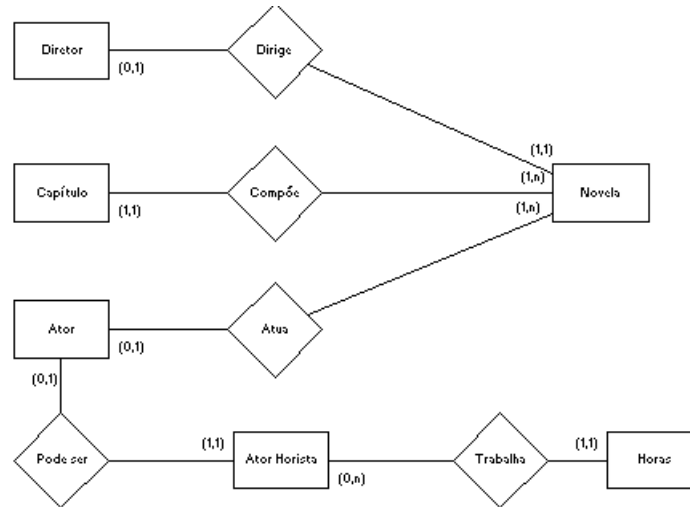 Diretor
(0,1)
Dirige
(1,1)
Capítulo
(1,1)
Compõe
(1,n)
Novela
(1,n)
Ator
(0,1)
Atua
(0,1)
Pode ser
(1,1)
Ator Horista
(0,n)
Trabalha
(1,1)
Horas